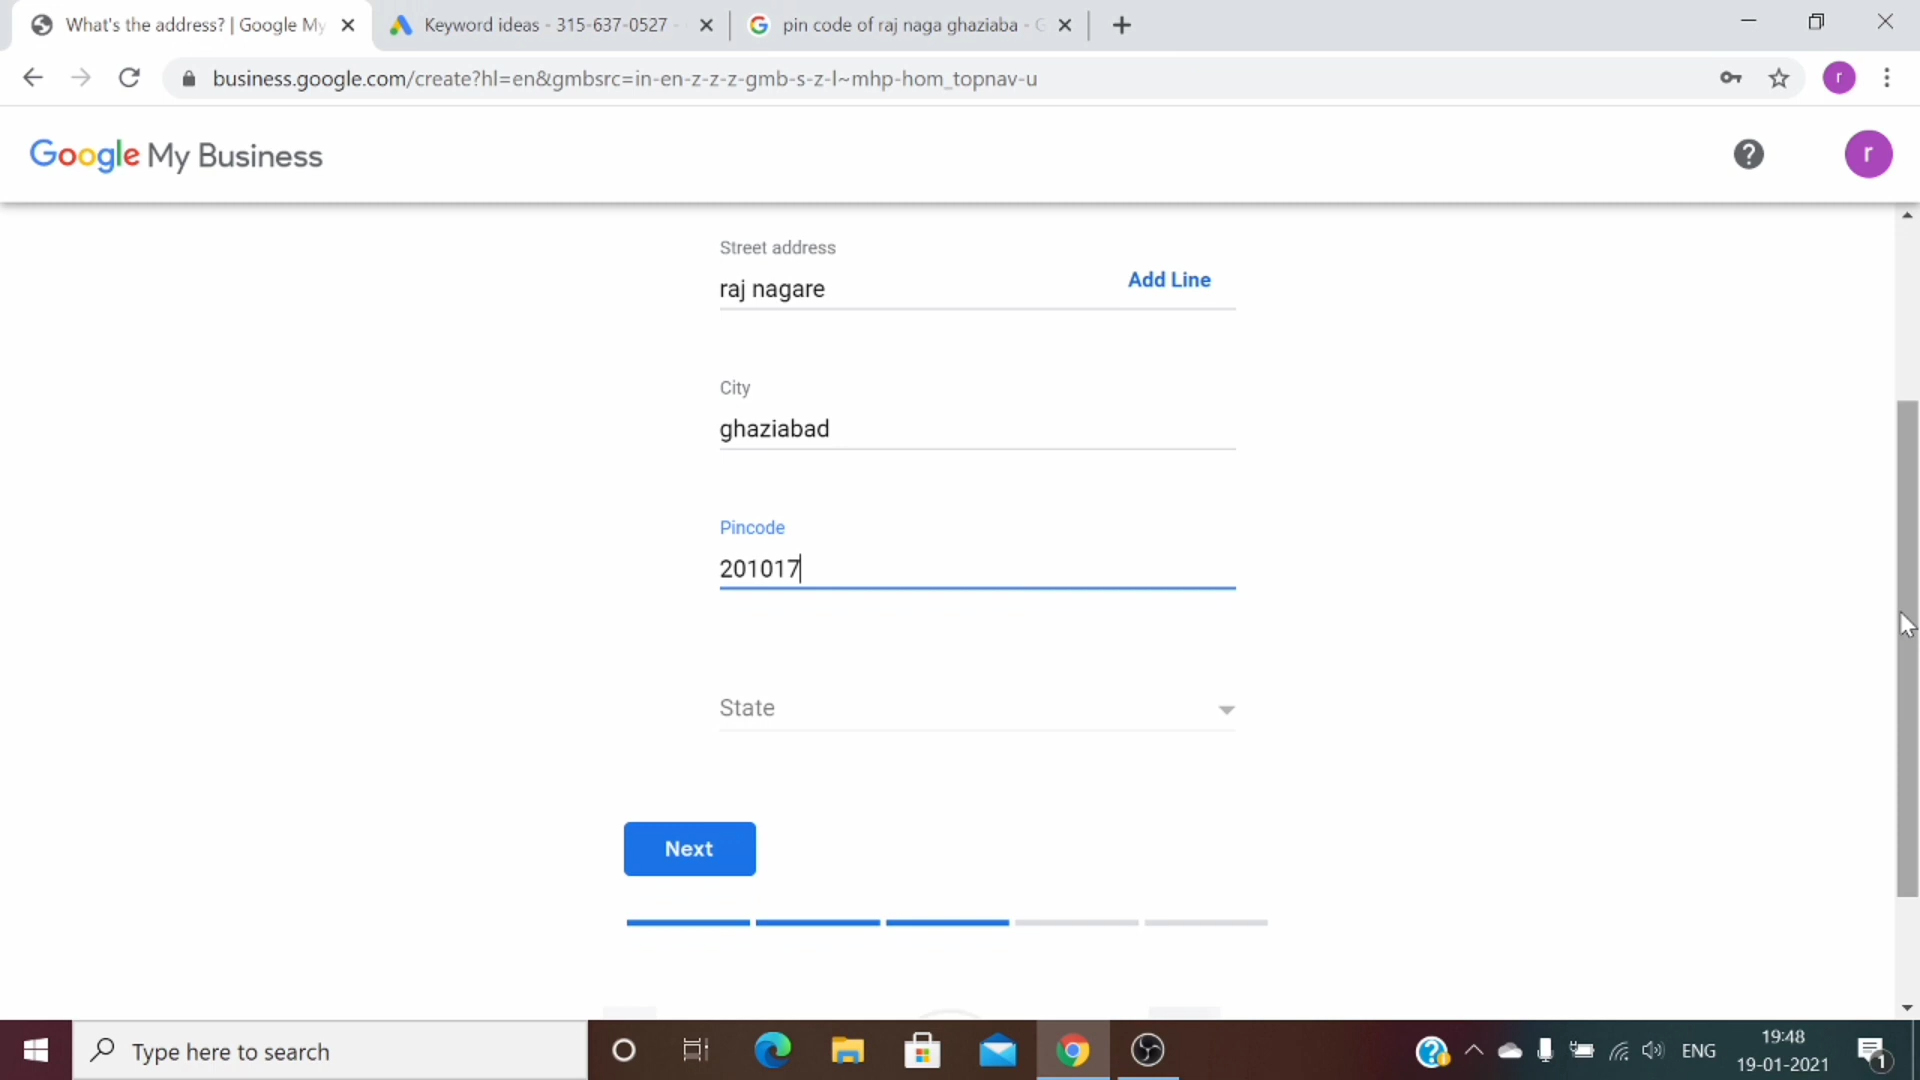 What's the address? | Google My
Keyword ideas - 315-637-0527 -
pin code of raj naga ghaziaba - G
business.google.com/create?hl=en&gmbsrc=in-en-z-z-z-gmb-s-z-l~mhp-hom_topnav-u
r
Google My Business
r
Street address
raj nagare
Add Line
City
ghaziabad
Pincode
201017
State
Next
Type here to search
ENG
19:48
19-01-2021
1